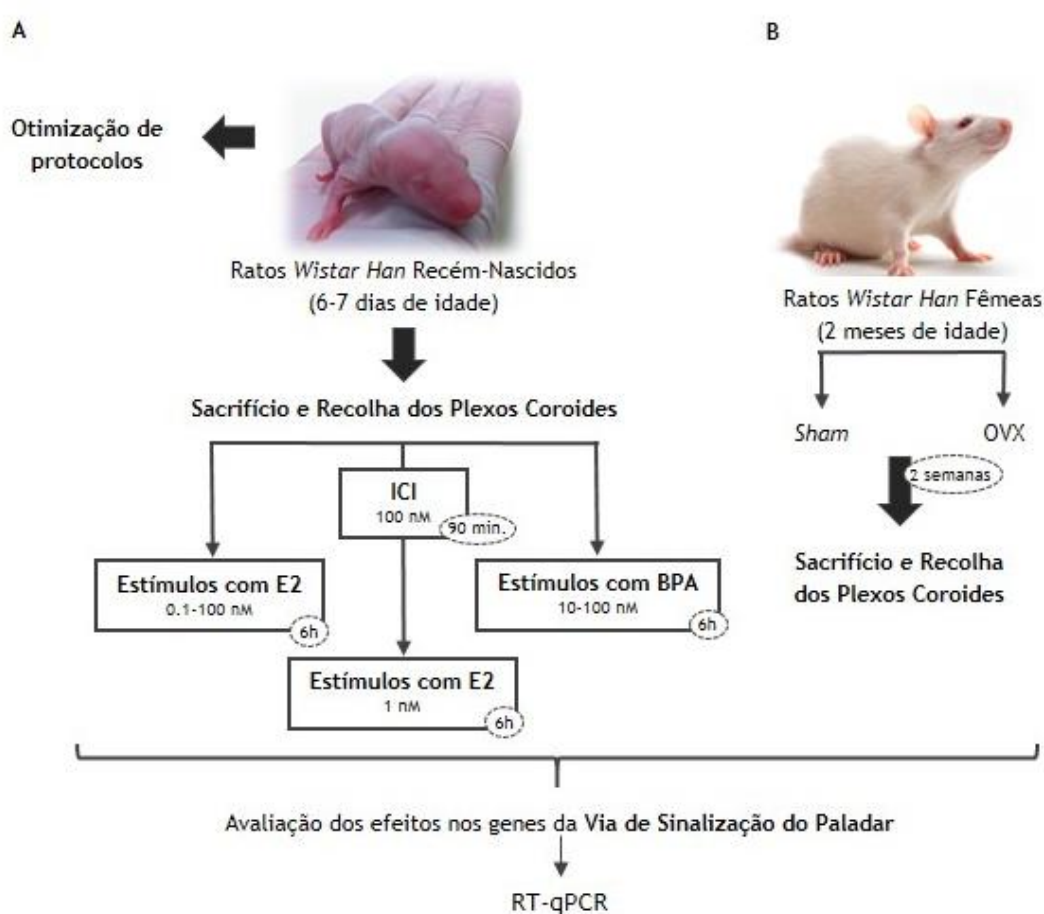 A
B
Otimização de
protocolos
Ratos Wistar Han Recém-Nascidos
(6-7 dias de idade)
Ratos Wistar Han Fêmeas
(2 meses de idade)
Sacrifício e Recolha dos Plexos Coroides
Sham
OVX
2 semanas
ICI
100 nM
90 min.
Estímulos com E2
0.1-100 nM
6h
Estímulos com BPA
10-100 nM
6h
Sacrifício e Recolha
dos Plexos Coroides
Estímulos com E2
1 nM
6h
Avaliação dos efeitos nos genes da Via de Sinalização do Paladar
RT-qPCR